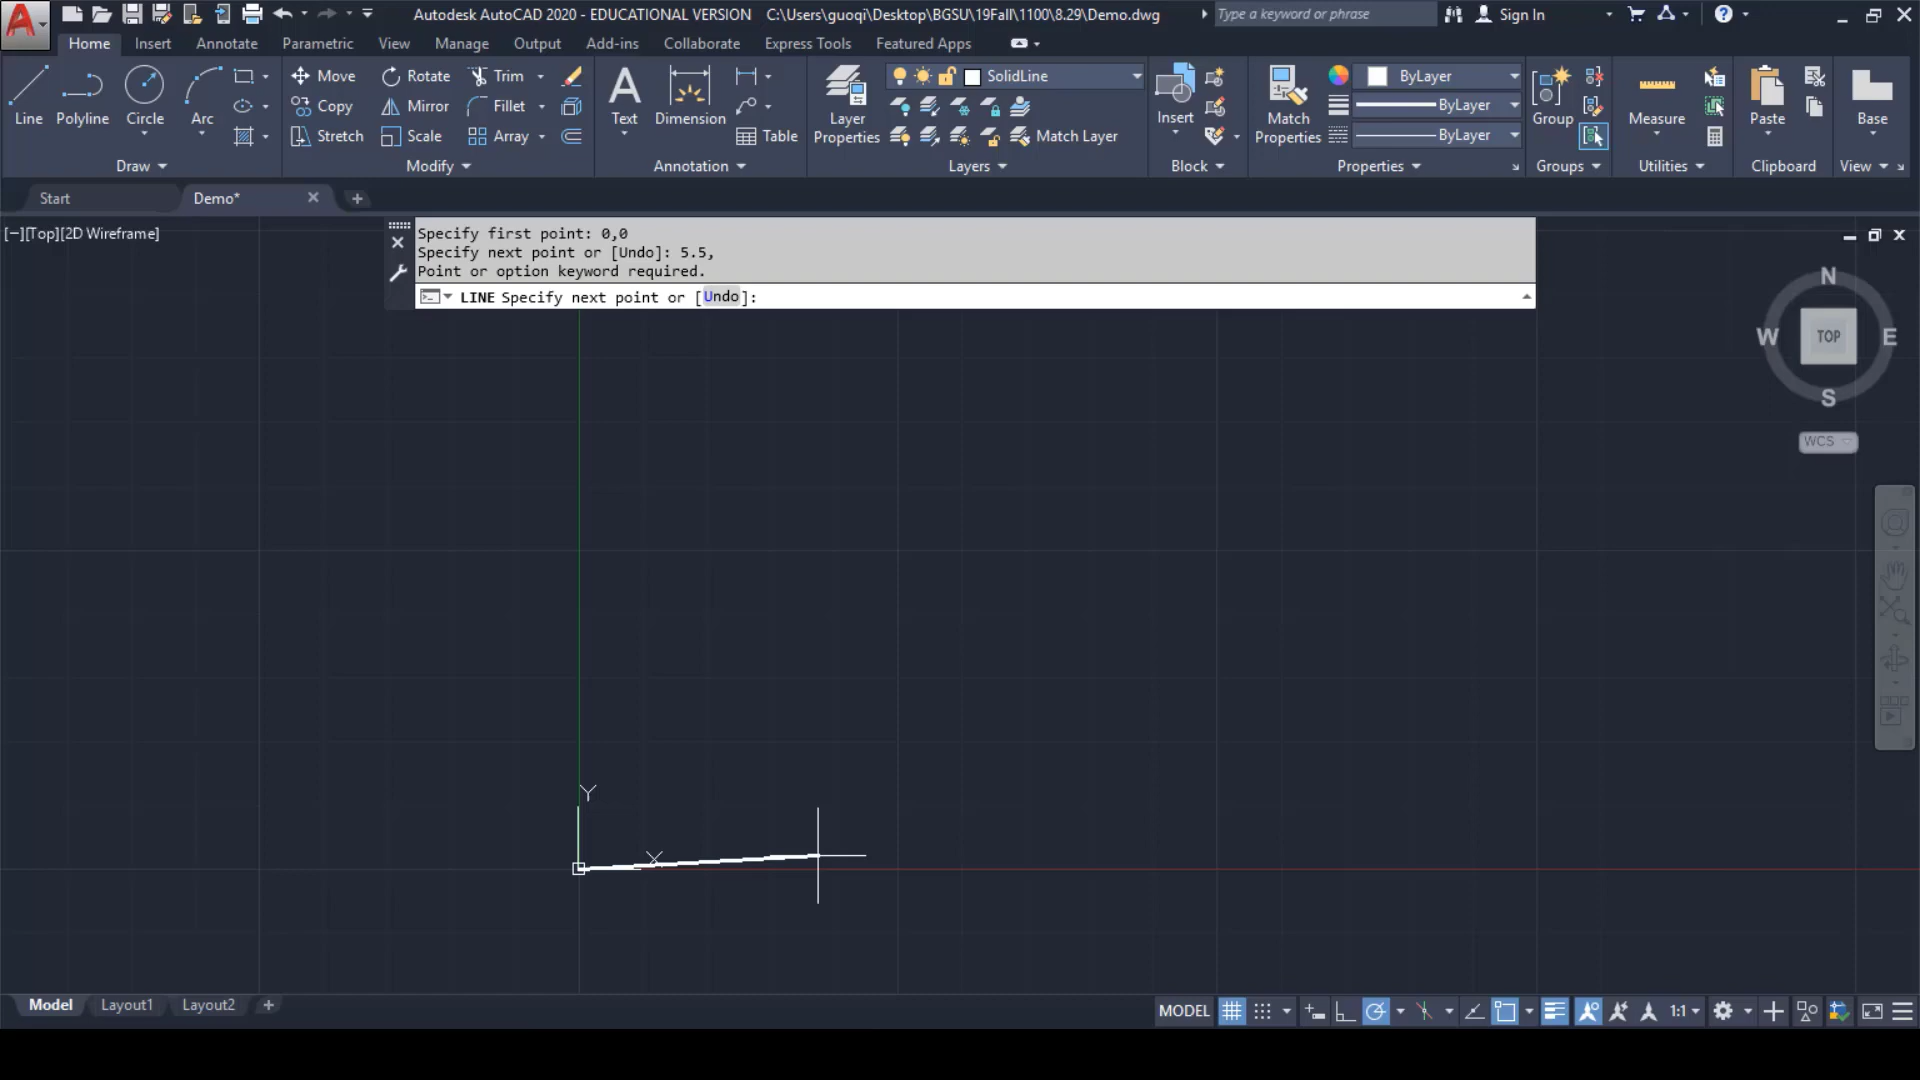 Autodesk AutoCAD 2020 - EDUCATIONAL VERSION C:\Users\guoqi\Desktop\BGSU\19Fall\1100\8.29\Demo.dwg Type a keyword or phrase Sign In
Home Insert Annotate Parametric View Manage Output Add-ins Collaborate Express Tools Featured Apps
Line Polyline Circle Arc
Move Rotate Trim
Copy Mirror Fillet
Stretch Scale Array
Text Dimension Table
Layer Properties
SolidLine
Match Layer
Insert
Match Properties
ByLayer
ByLayer
ByLayer
Group Measure Paste Base
Draw Modify Annotation Layers Block Properties Groups Utilities Clipboard View
Start Demo*
[−][Top][2D Wireframe]
Specify first point: 0,0
Specify next point or [Undo]: 5.5,
Point or option keyword required.
LINE Specify next point or [Undo]:
N
W TOP E
S
WCS
Y
X
Model Layout1 Layout2 +
MODEL 1:1